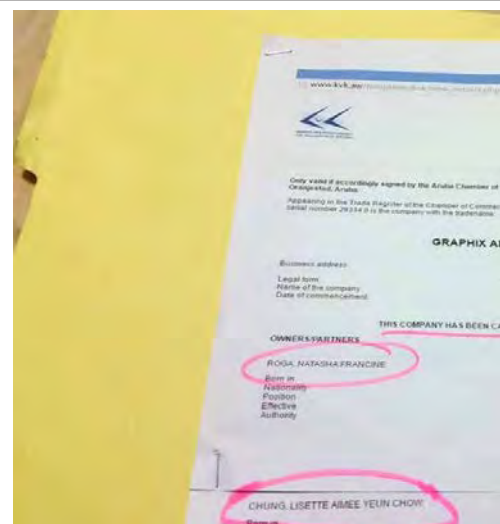 www.kvk.aw
Only valid if accordingly signed by the Aruba Chamber of
Oranjestad, Aruba.
Appearing in the Trade Register of the Chamber of Commerce
serial number 29334.0 is the company with the tradename
GRAPHIX A
Business address
Legal form
Name of the company
Date of commencement
THIS COMPANY HAS BEEN CA
OWNERS/PARTNERS
ROGA, NATASHA FRANCINE
Born in
Nationality
Position
Effective
Authority
CHUNG, LISETTE AIMEE YEUN CHOW
Born in